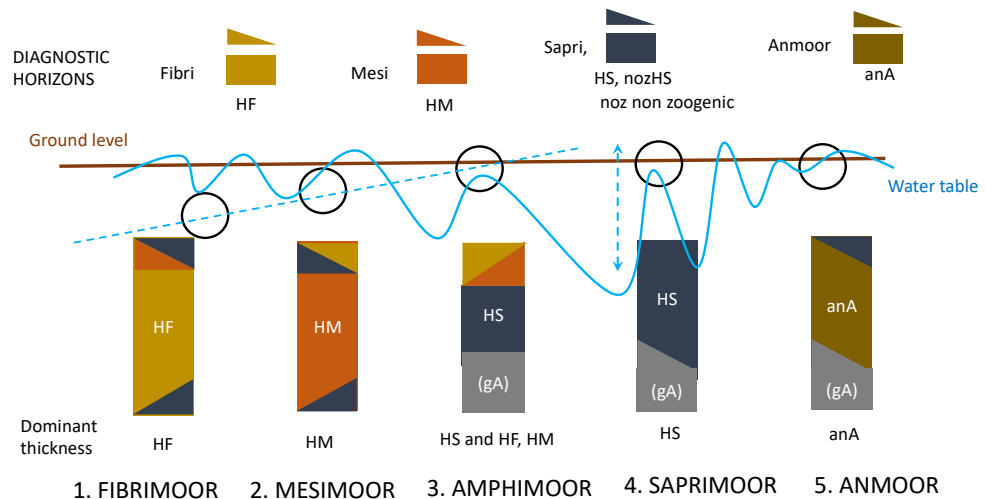 DIAGNOSTIC
HORIZONS
Fibri
HF
Mesi
HM
Sapri,
HS, nozHS
noz non zoogenic
Anmoor
anA
Ground level
Water table
HF
HM
HS
(gA)
HS
(gA)
anA
(gA)
Dominant
thickness
HF
HM
HS and HF, HM
HS
anA
1. FIBRIMOOR
2. MESIMOOR
3. AMPHIMOOR
4. SAPRIMOOR
5. ANMOOR